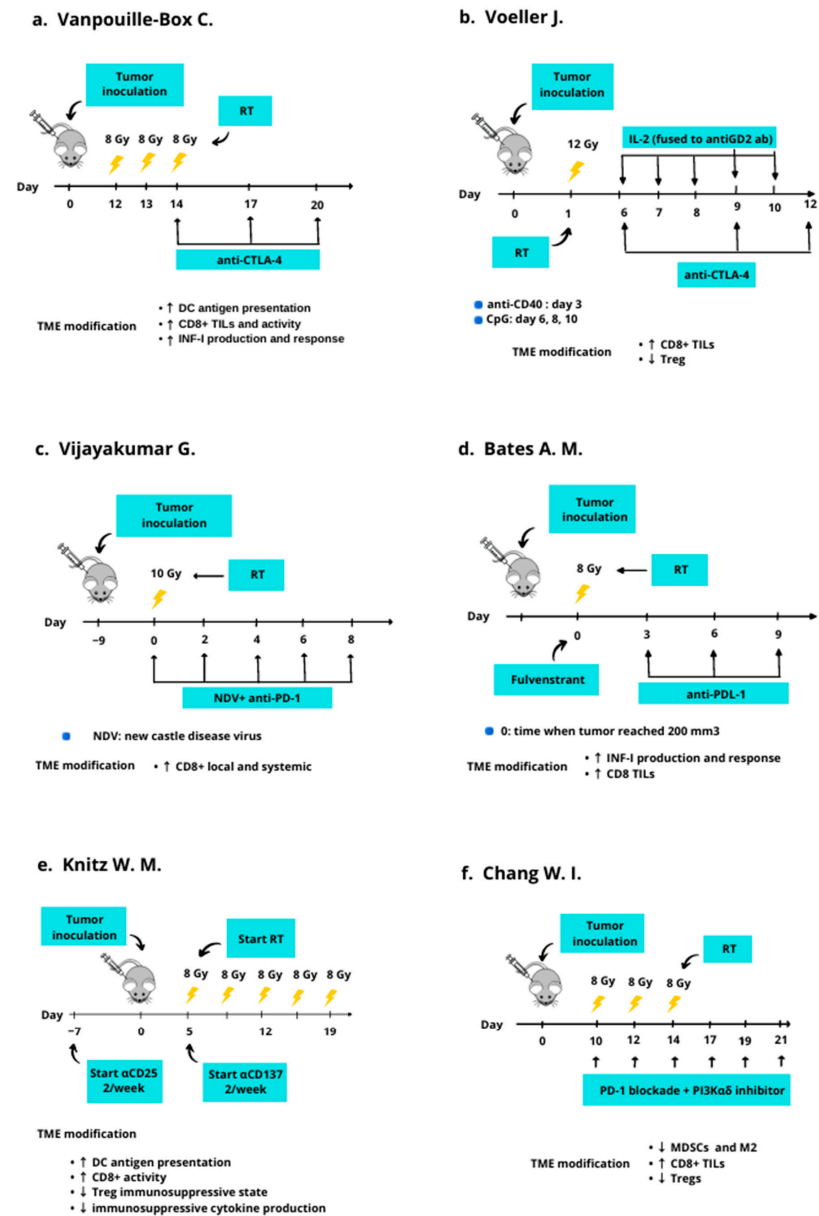 a. Vanpouille-Box C.
Tumor
inoculation
RT
8 Gy 8 Gy 8 Gy
Day
0 12 13 14 17 20
anti-CTLA-4
TME modification
• ↑ DC antigen presentation
• ↑ CD8+ TILs and activity
• ↑ INF-I production and response
b. Voeller J.
Tumor
inoculation
12 Gy
IL-2 (fused to antiGD2 ab)
Day
0 1 6 7 8 9 10 12
RT
anti-CTLA-4
anti-CD40 : day 3
CpG: day 6, 8, 10
TME modification
• ↑ CD8+ TILs
• ↓ Treg
c. Vijayakumar G.
Tumor
inoculation
10 Gy
RT
Day
−9 0 2 4 6 8
NDV+ anti-PD-1
NDV: new castle disease virus
TME modification
• ↑ CD8+ local and systemic
d. Bates A. M.
Tumor
inoculation
8 Gy
RT
Day
0 3 6 9
Fulvenstrant
anti-PDL-1
0: time when tumor reached 200 mm3
TME modification
• ↑ INF-I production and response
• ↑ CD8 TILs
e. Knitz W. M.
Tumor
inoculation
Start RT
8 Gy 8 Gy 8 Gy 8 Gy 8 Gy
Day
−7 0 5 12 19
Start αCD25
2/week
Start αCD137
2/week
TME modification
• ↑ DC antigen presentation
• ↑ CD8+ activity
• ↓ Treg immunosuppressive state
• ↓ immunosuppressive cytokine production
f. Chang W. I.
Tumor
inoculation
RT
8 Gy 8 Gy 8 Gy
Day
0 10 12 14 17 19 21
PD-1 blockade + PI3Kαδ inhibitor
TME modification
• ↓ MDSCs and M2
• ↑ CD8+ TILs
• ↓ Tregs